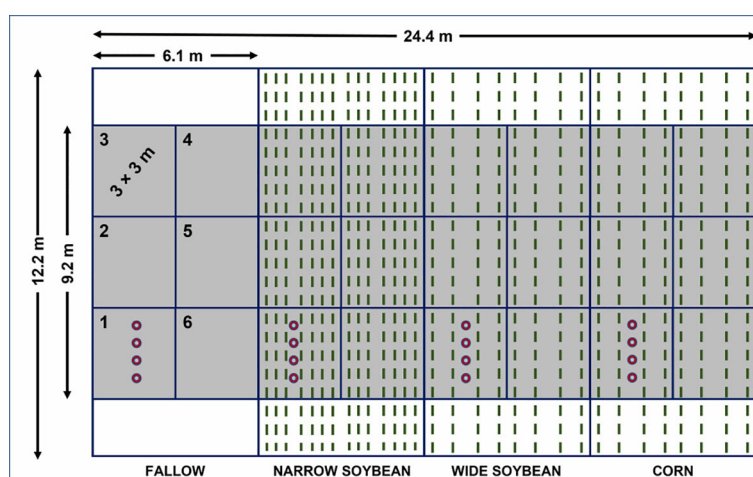 24.4 m
6.1 m
12.2 m
9.2 m
3
4
3 × 3 m
2
5
1
6
FALLOW
NARROW SOYBEAN
WIDE SOYBEAN
CORN